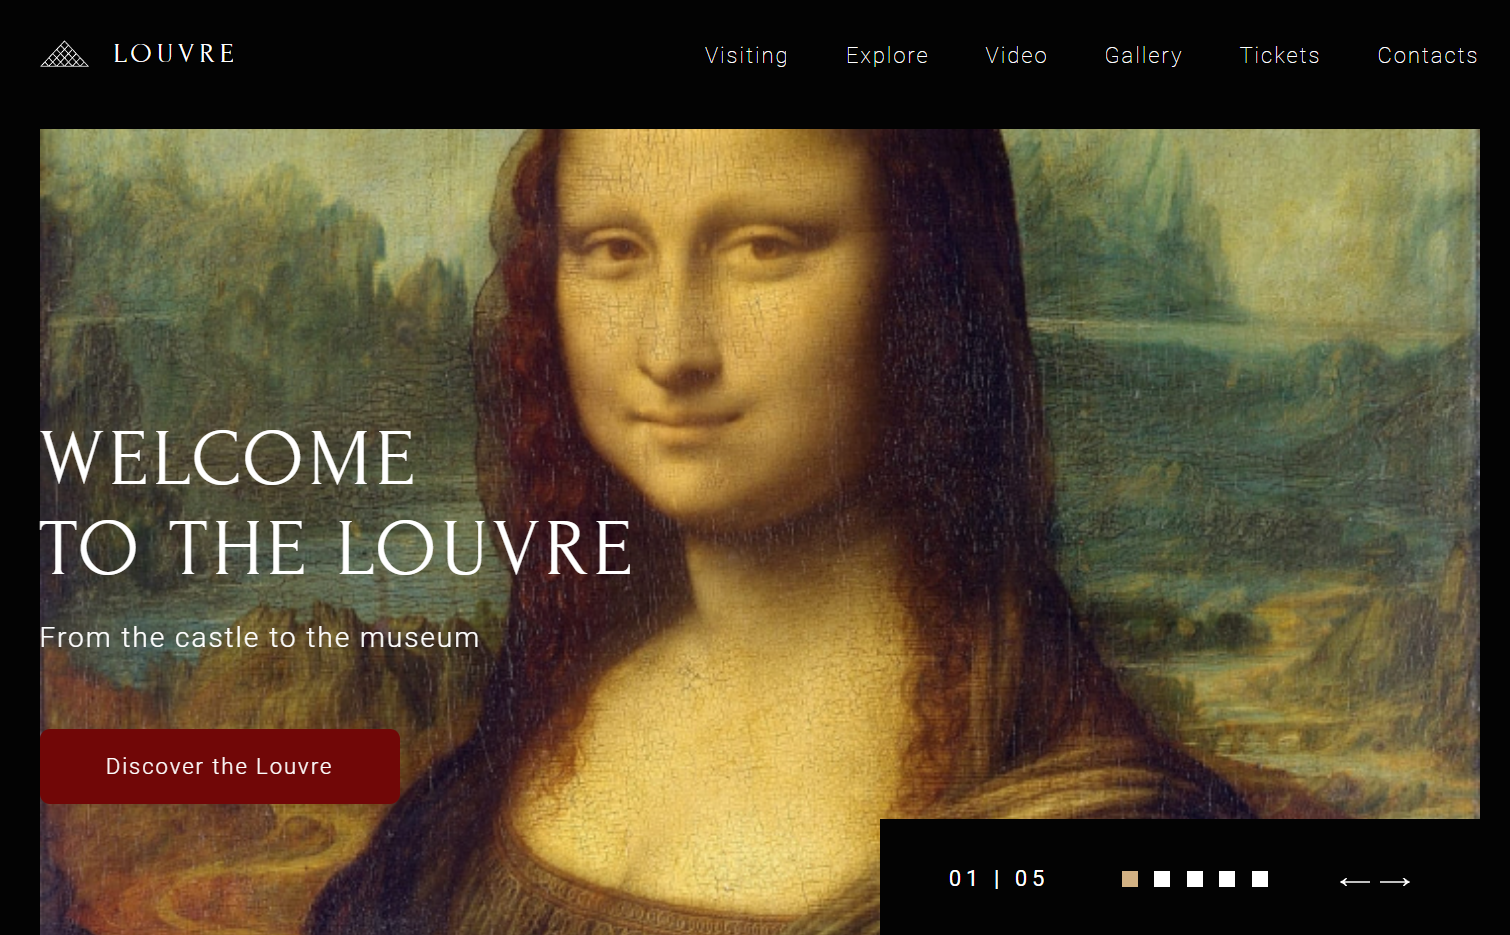 LOUVRE
Visiting Explore Video Gallery Tickets Contacts
WELCOME
TO THE LOUVRE
From the castle to the museum
Discover the Louvre
01 | 05